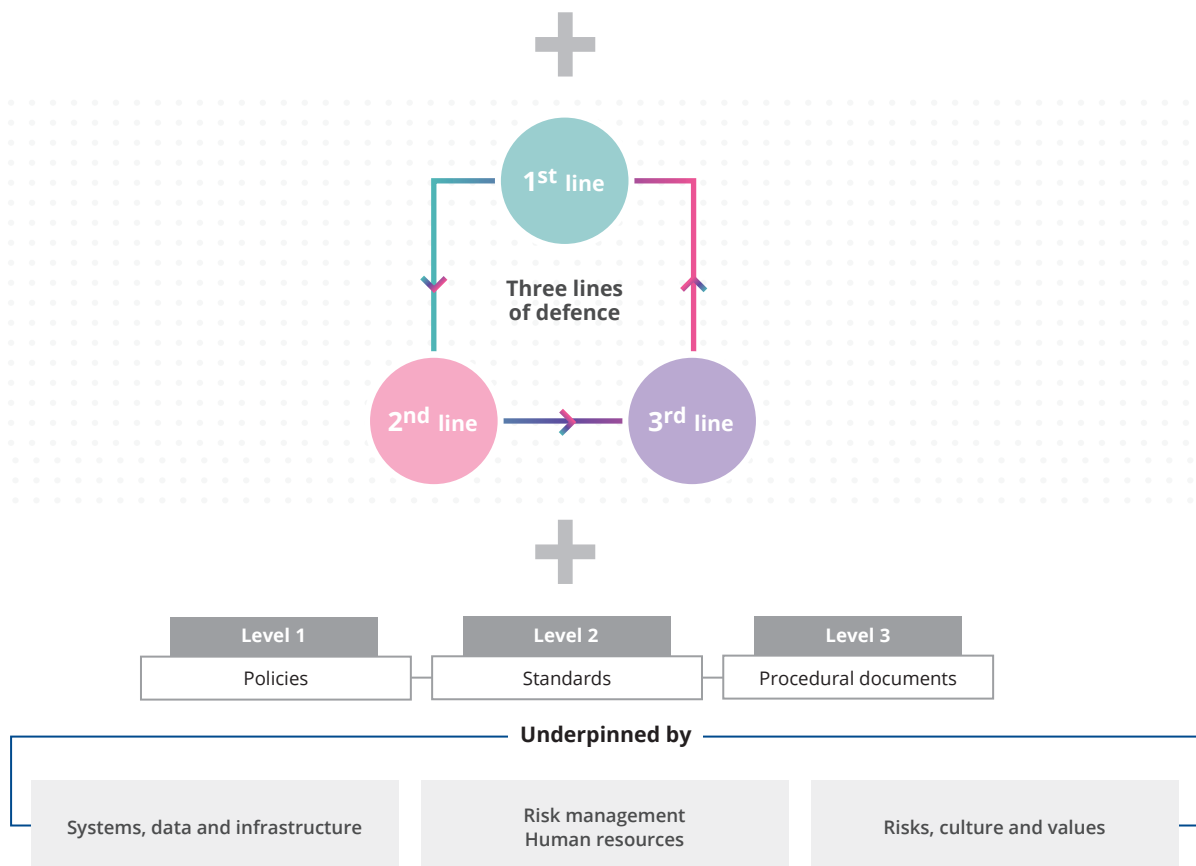 1st line
Three lines
of defence
2nd line
3rd line
Level 1
Level 2
Level 3
Policies
Standards
Procedural documents
Underpinned by
Systems, data and infrastructure
Risk management
Human resources
Risks, culture and values